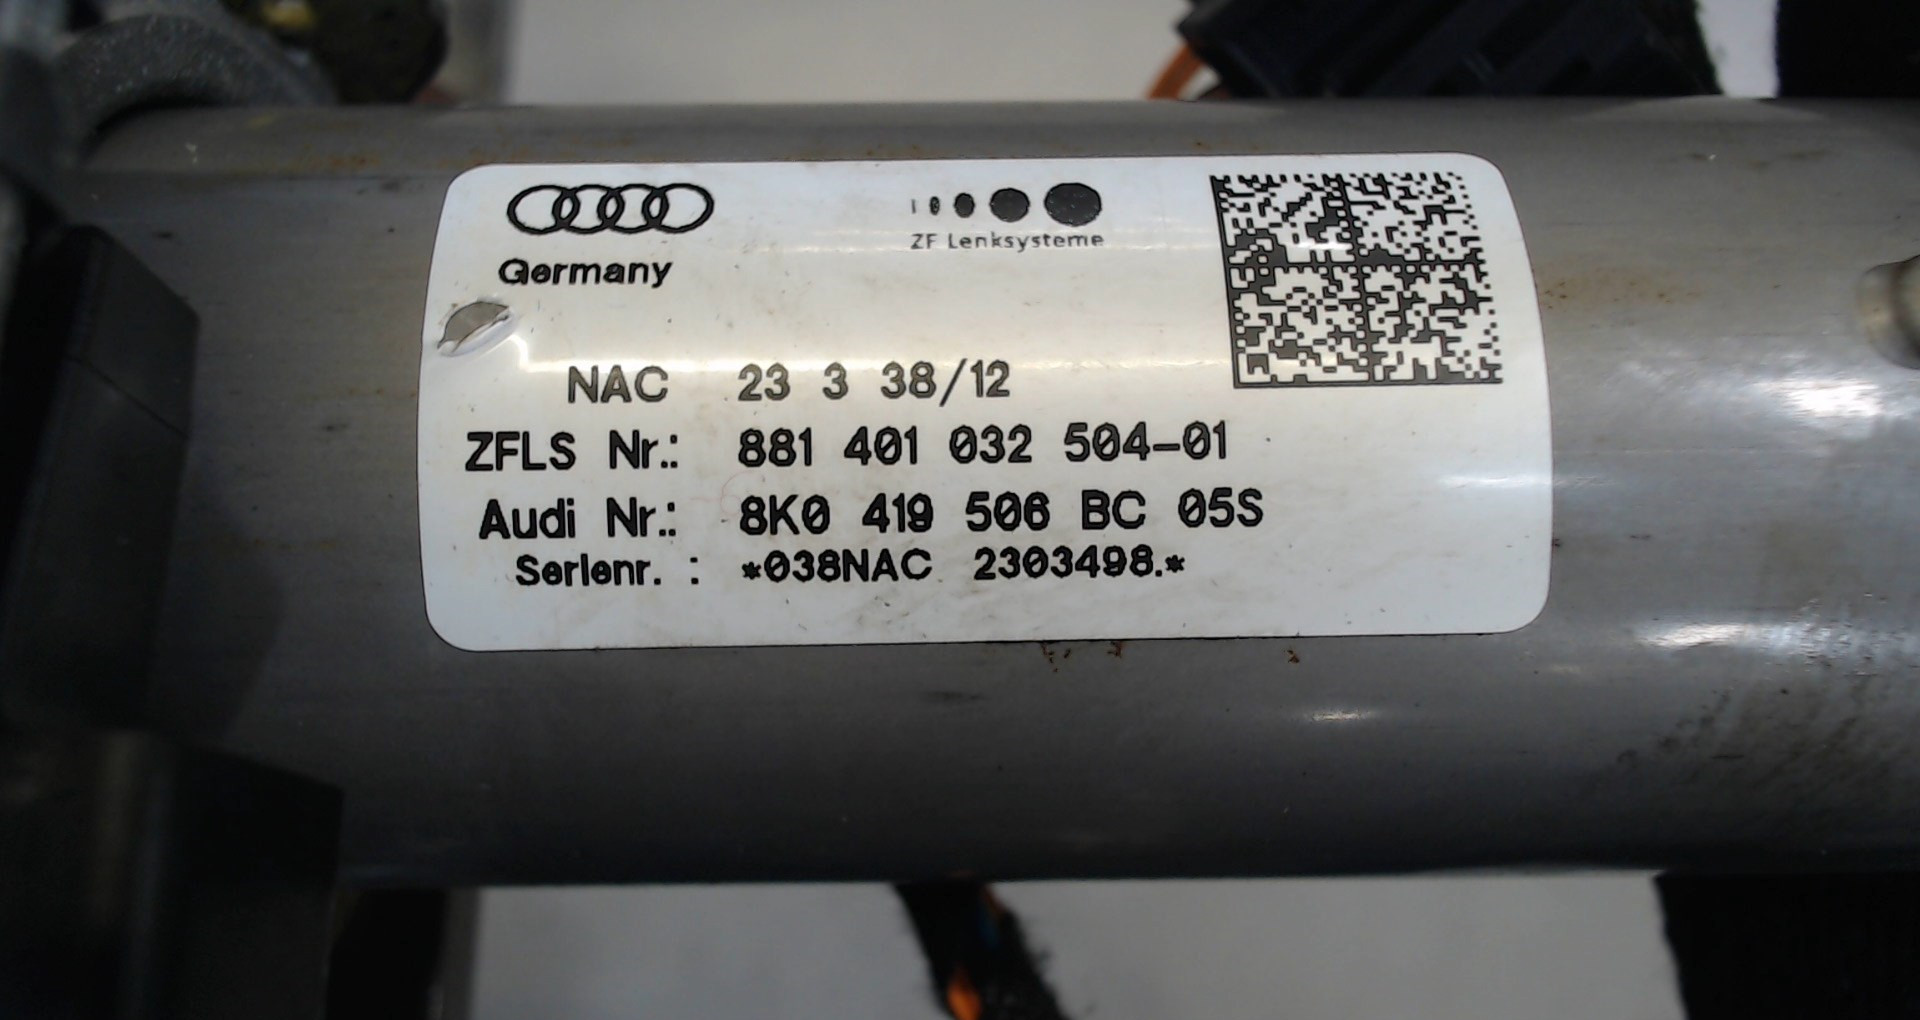 ZF Lenksysteme
Germany
NAC 23 3 38/12
ZFLS Nr.: 881 401 032 504-01
Audi Nr.: 8K0 419 506 BC 05S
Serienr. : *038NAC 2303498.*